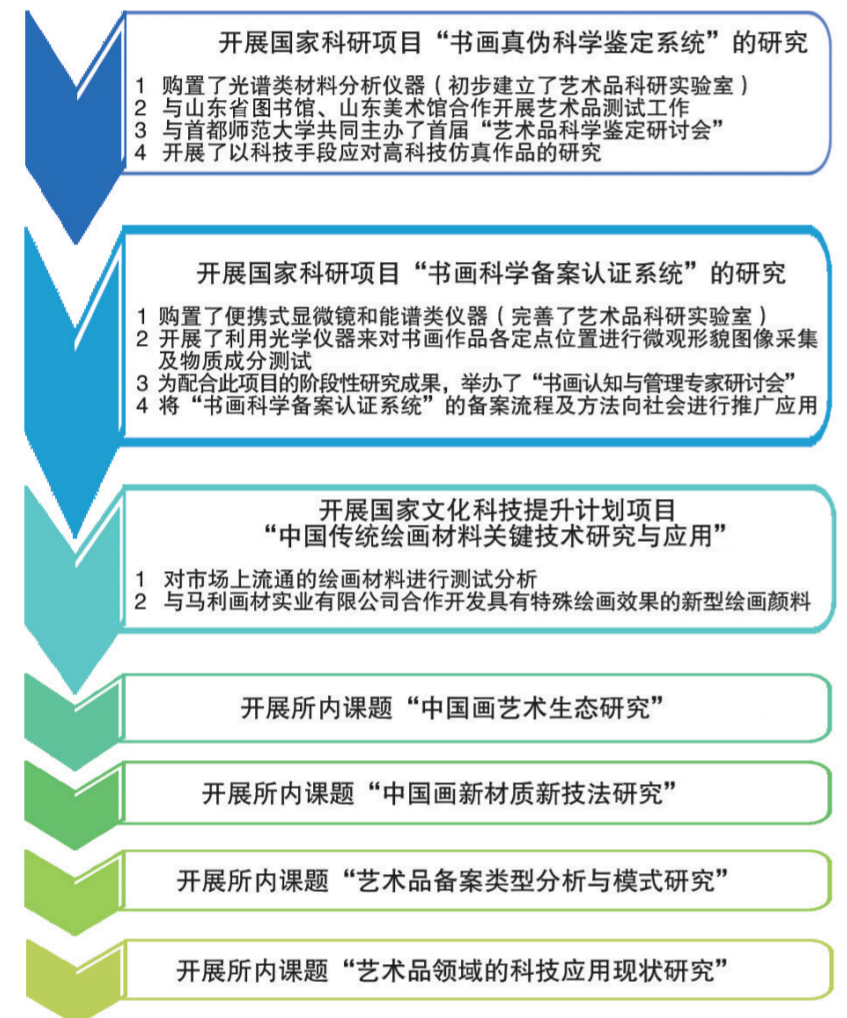 开展国家科研项目“书画真伪科学鉴定系统”的研究
1 购置了光谱类材料分析仪器（初步建立了艺术品科研实验室）
2 与山东省图书馆、山东美术馆合作开展艺术品测试工作
3 与首都师范大学共同主办了首届“艺术品科学鉴定研讨会”
4 开展了以科技手段应对高科技仿真作品的研究
开展国家科研项目“书画科学备案认证系统”的研究
1 购置了便携式显微镜和能谱类仪器（完善了艺术品科研实验室）
2 开展了利用光学仪器来对书画作品各定点位置进行微观形貌图像采集
及物质成分测试
3 为配合此项目的阶段性研究成果，举办了“书画认知与管理专家研讨会”
4 将“书画科学备案认证系统”的备案流程及方法向社会进行推广应用
开展国家文化科技提升计划项目
“中国传统绘画材料关键技术研究与应用”
1 对市场上流通的绘画材料进行测试分析
2 与马利画材实业有限公司合作开发具有特殊绘画效果的新型绘画颜料
开展所内课题“中国画艺术生态研究”
开展所内课题“中国画新材质新技法研究”
开展所内课题“艺术品备案类型分析与模式研究”
开展所内课题“艺术品领域的科技应用现状研究”